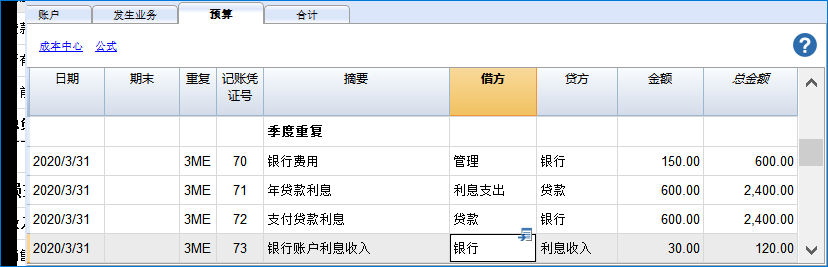 账户 发生业务 预算 合计
成本中心 公式 ?
日期 期末 重复 记账凭证号 摘要 借方 贷方 金额 总金额
季度重复
2020/3/31 3ME 70 银行费用 管理 银行 150.00 600.00
2020/3/31 3ME 71 年贷款利息 利息支出 贷款 600.00 2,400.00
2020/3/31 3ME 72 支付贷款利息 贷款 银行 600.00 2,400.00
2020/3/31 3ME 73 银行账户利息收入 银行 利息收入 30.00 120.00